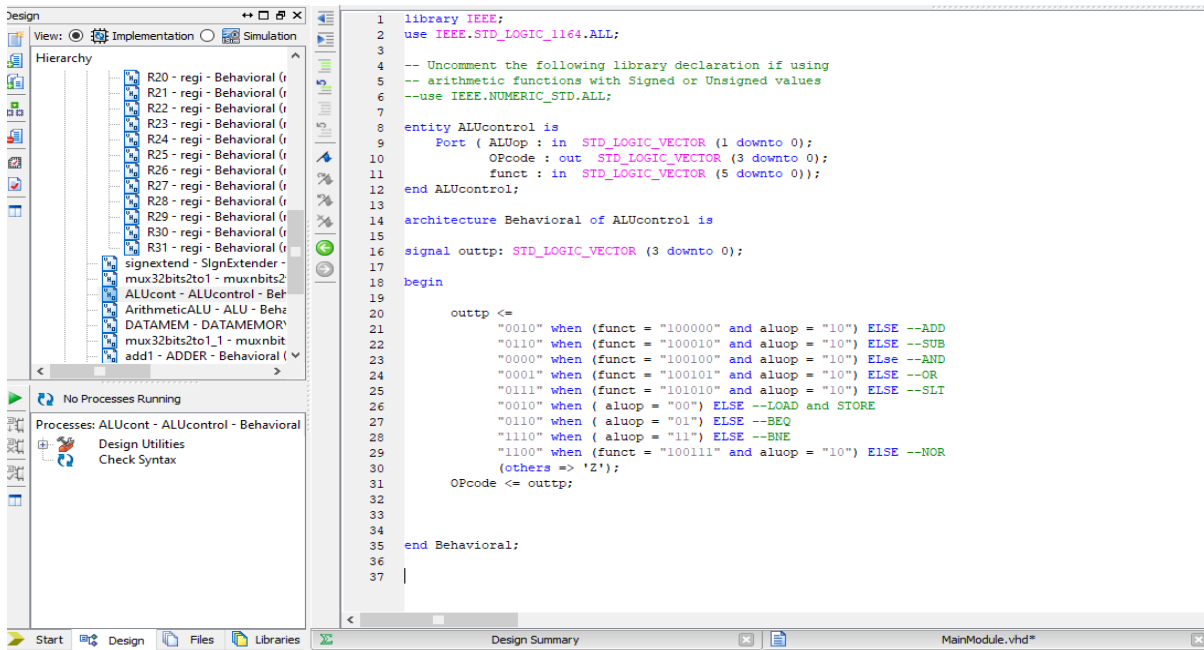 Design
View: Implementation Simulation
Hierarchy
R20 - regi - Behavioral (r
R21 - regi - Behavioral (r
R22 - regi - Behavioral (r
R23 - regi - Behavioral (r
R24 - regi - Behavioral (r
R25 - regi - Behavioral (r
R26 - regi - Behavioral (r
R27 - regi - Behavioral (r
R28 - regi - Behavioral (r
R29 - regi - Behavioral (r
R30 - regi - Behavioral (r
R31 - regi - Behavioral (r
signextend - SIgnExtender -
mux32bits2to1 - muxnbits2
ALUcont - ALUcontrol - Beh
ArithmeticALU - ALU - Beha
DATAMEM - DATAMEMORY
mux32bits2to1_1 - muxnbit
add1 - ADDER - Behavioral (
No Processes Running
Processes: ALUcont - ALUcontrol - Behavioral
Design Utilities
Check Syntax
Start Design Files Libraries
1 library IEEE;
2 use IEEE.STD_LOGIC_1164.ALL;
3
4 -- Uncomment the following library declaration if using
5 -- arithmetic functions with Signed or Unsigned values
6 --use IEEE.NUMERIC_STD.ALL;
7
8 entity ALUcontrol is
9 Port ( ALUop : in STD_LOGIC_VECTOR (1 downto 0);
10 OPcode : out STD_LOGIC_VECTOR (3 downto 0);
11 funct : in STD_LOGIC_VECTOR (5 downto 0));
12 end ALUcontrol;
13
14 architecture Behavioral of ALUcontrol is
15
16 signal outtp: STD_LOGIC_VECTOR (3 downto 0);
17
18 begin
19
20 outtp <=
21 "0010" when (funct = "100000" and aluop = "10") ELSE --ADD
22 "0110" when (funct = "100010" and aluop = "10") ELSE --SUB
23 "0000" when (funct = "100100" and aluop = "10") ELse --AND
24 "0001" when (funct = "100101" and aluop = "10") ELSE --OR
25 "0111" when (funct = "101010" and aluop = "10") ELSE --SLT
26 "0010" when ( aluop = "00") ELSE --LOAD and STORE
27 "0110" when ( aluop = "01") ELSE --BEQ
28 "1110" when ( aluop = "11") ELSE --BNE
29 "1100" when (funct = "100111" and aluop = "10") ElSE --NOR
30 (others => 'Z');
31 OPcode <= outtp;
32
33
34
35 end Behavioral;
36
37
Design Summary
MainModule.vhd*